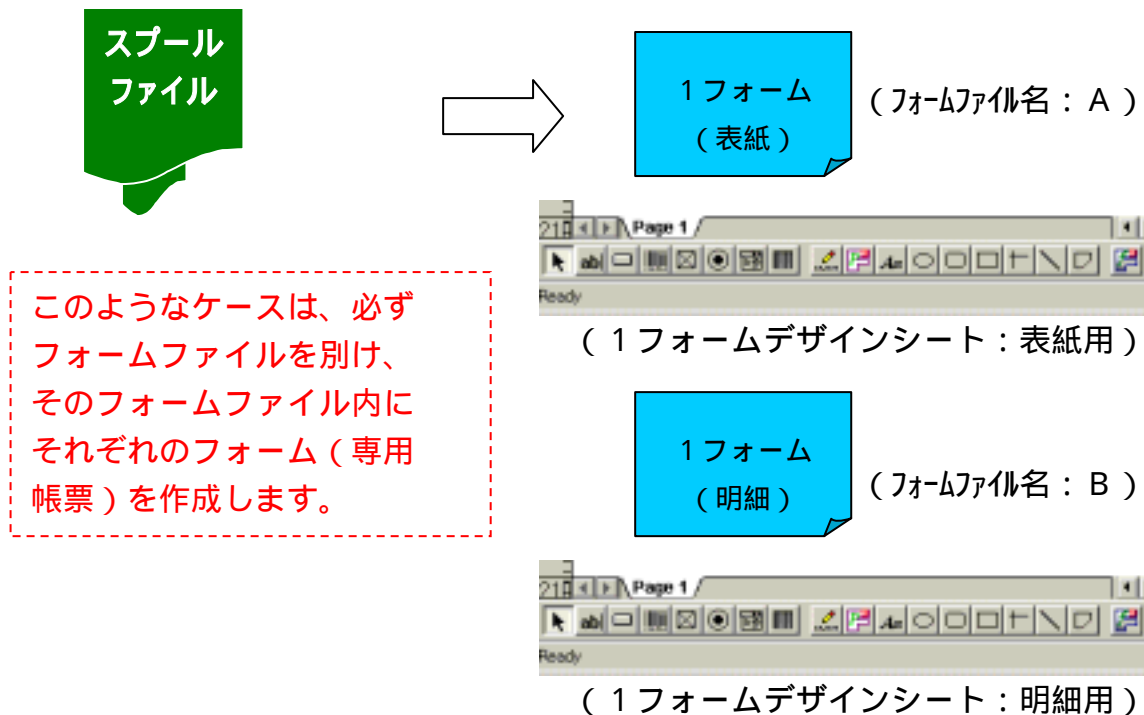 スプール
ファイル
1フォーム
(表紙)
(ﾌｫｰﾑﾌｧｲﾙ名:A)
21
Page 1
ab|
Ready
(1フォームデザインシート:表紙用)
このようなケースは、必ず
フォームファイルを別け、
そのフォームファイル内に
それぞれのフォーム(専用
帳票)を作成します。
1フォーム
(明細)
(ﾌｫｰﾑﾌｧｲﾙ名:B)
21
Page 1
ab|
Ready
(1フォームデザインシート:明細用)